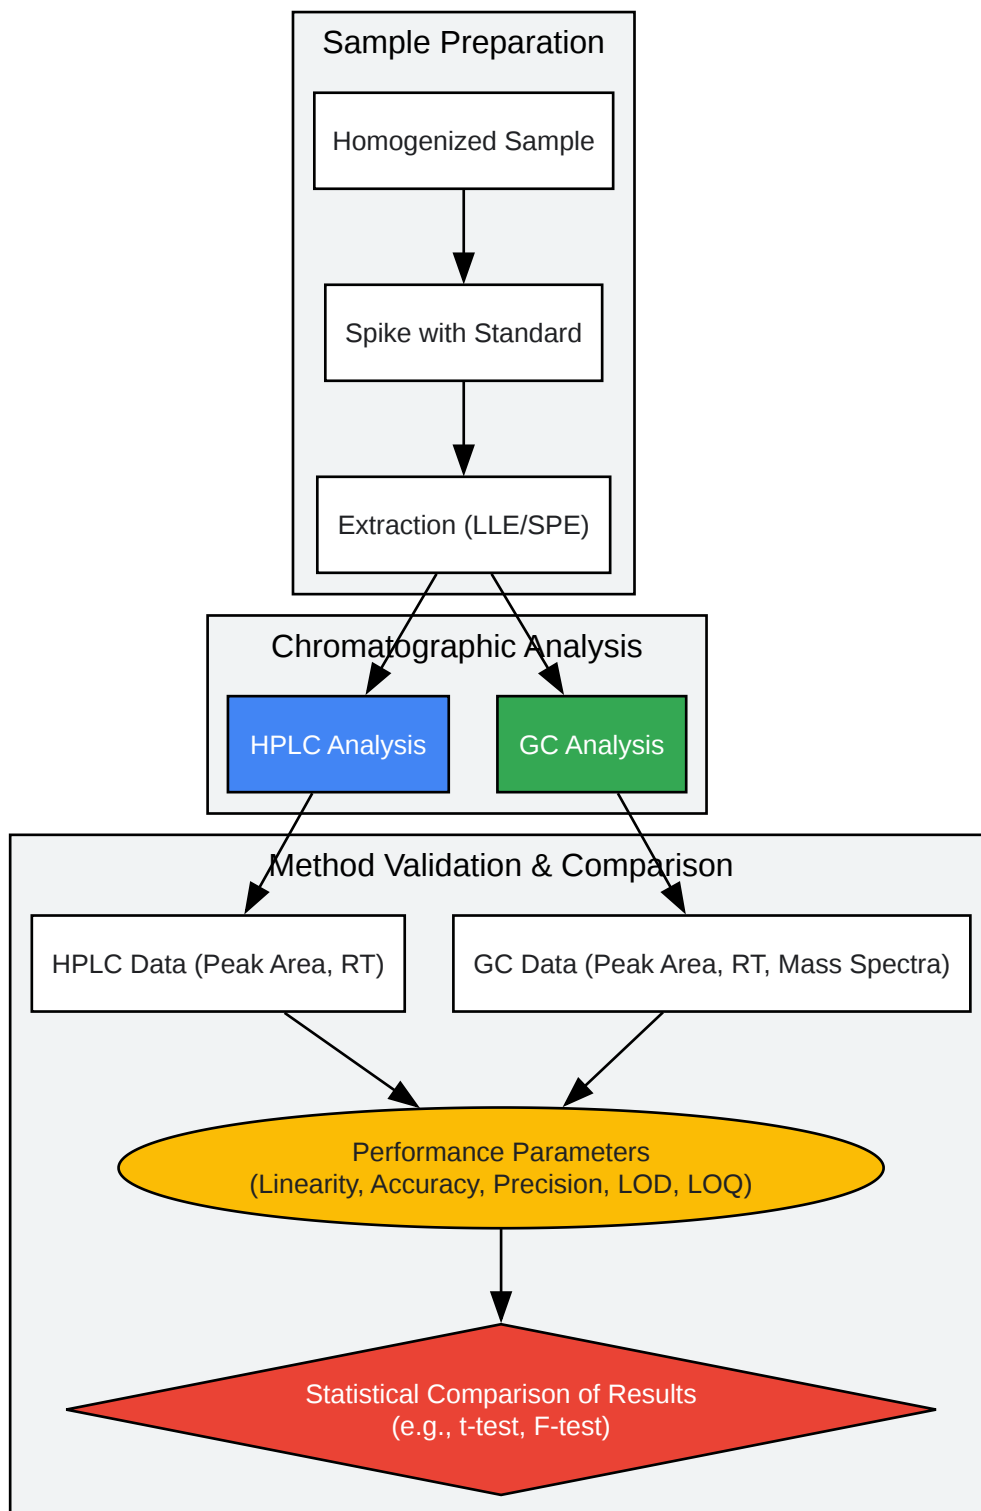 Sample Preparation
Homogenized Sample
Spike with Standard
Extraction (LLE/SPE)
Chromatographic Analysis
HPLC Analysis
GC Analysis
Method Validation & Comparison
HPLC Data (Peak Area, RT)
GC Data (Peak Area, RT, Mass Spectra)
Performance Parameters
(Linearity, Accuracy, Precision, LOD, LOQ)
Statistical Comparison of Results
(e.g., t-test, F-test)